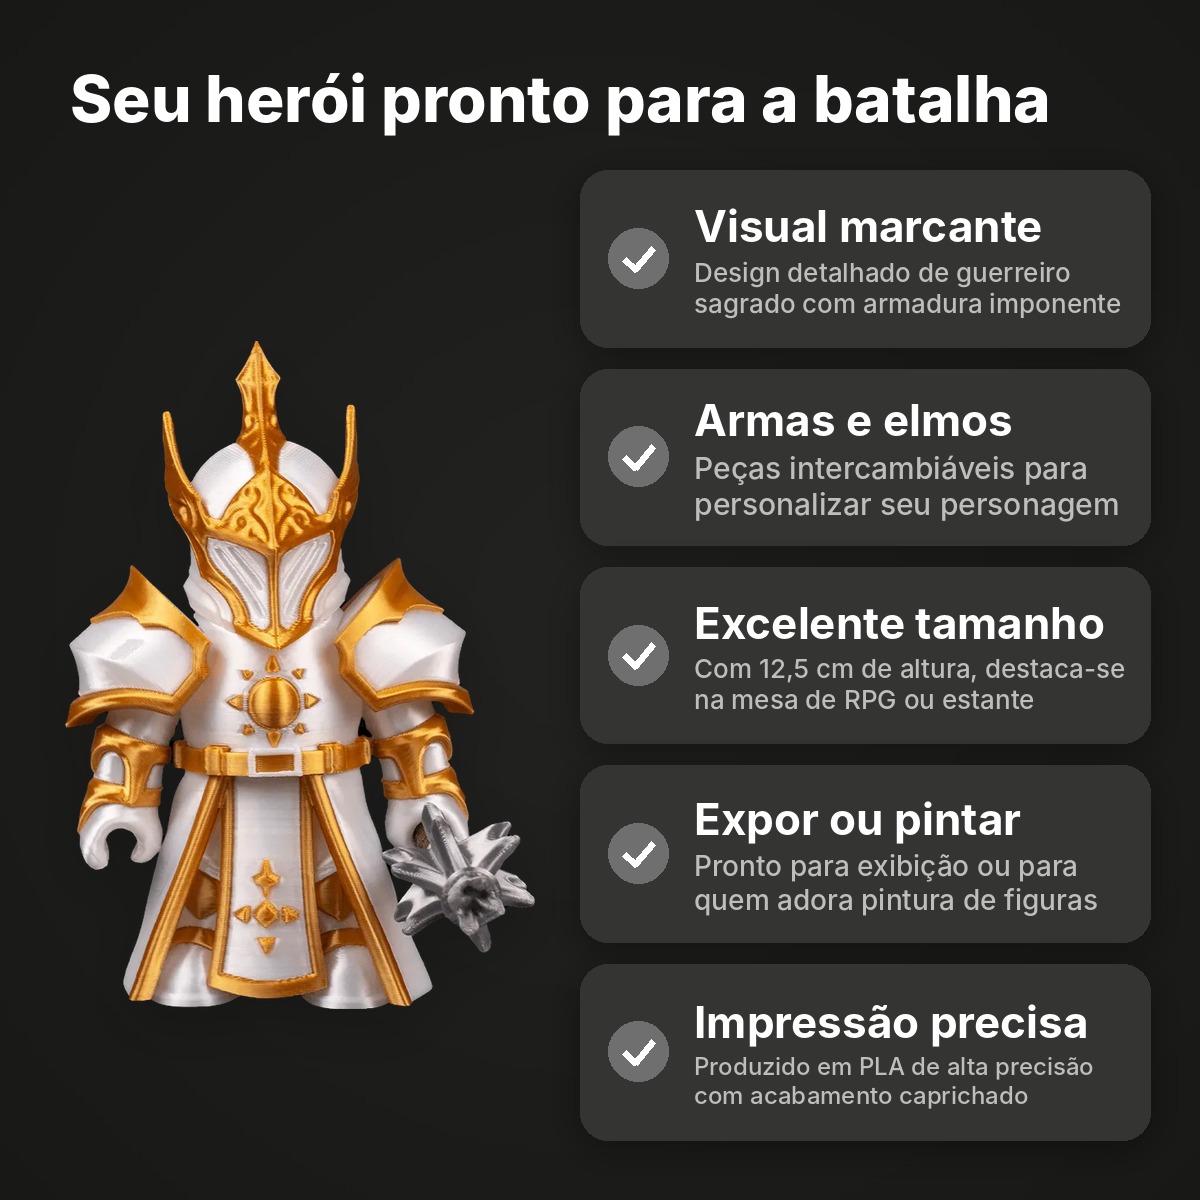 Seu herói pronto para a batalha
Visual marcante
Design detalhado de guerreiro
sagrado com armadura imponente
Armas e elmos
Peças intercambiáveis para
personalizar seu personagem
Excelente tamanho
Com 12,5 cm de altura, destaca-se
na mesa de RPG ou estante
Expor ou pintar
Pronto para exibição ou para
quem adora pintura de figuras
Impressão precisa
Produzido em PLA de alta precisão
com acabamento caprichado